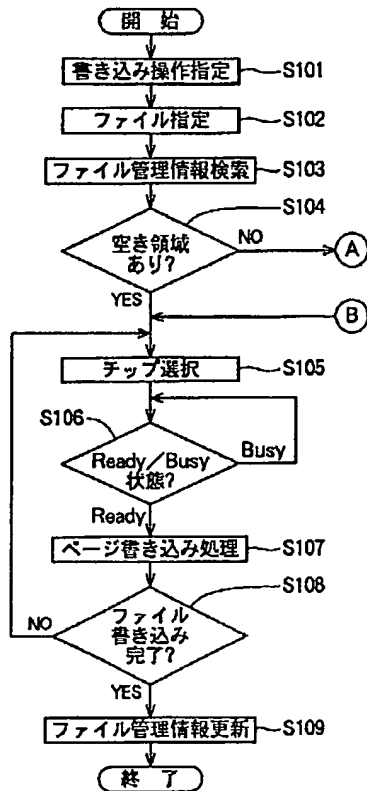 開 始
書き込み操作指定 S101
ファイル指定 S102
ファイル管理情報検索 S103
S104
空き領域
あり?
NO
A
YES
B
チップ選択 S105
S106
Ready/Busy
状態?
Busy
Ready
ページ書き込み処理 S107
S108
ファイル
書き込み
完了?
NO
YES
ファイル管理情報更新 S109
終 了